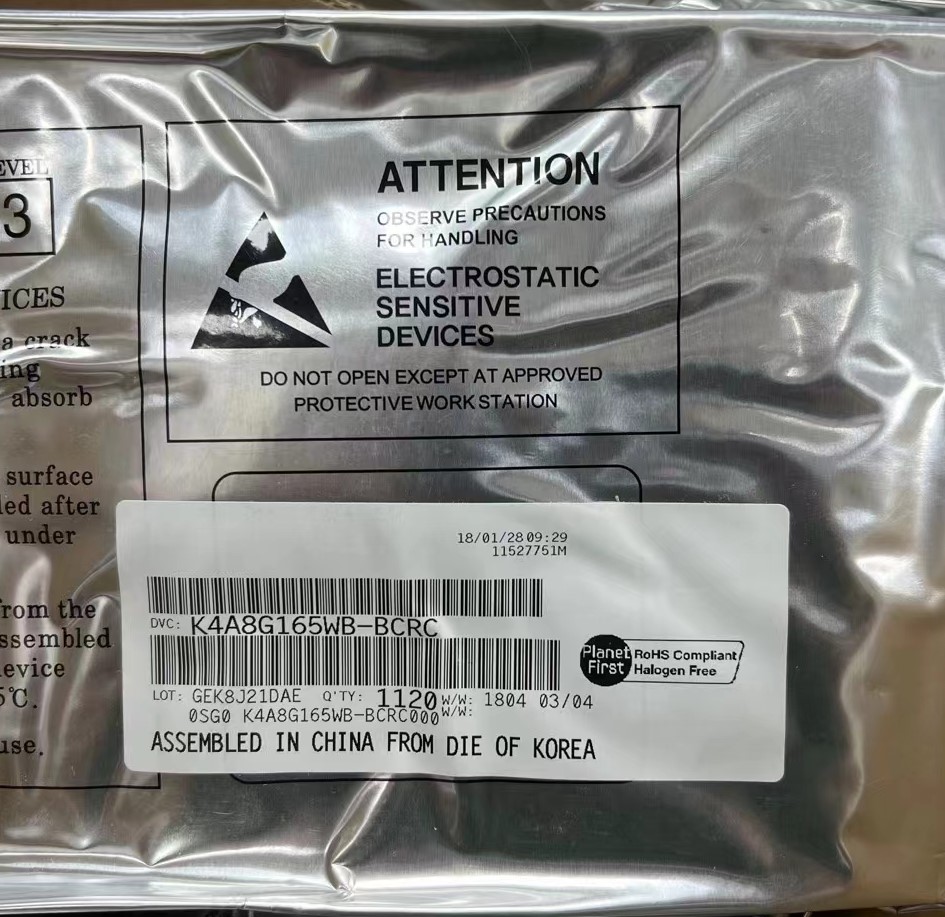 EVEL
3
ICES
a crack
ing
absorb
surface
led after
under
rom the
ssembled
evice
5℃.
use.
ATTENTION
OBSERVE PRECAUTIONS
FOR HANDLING
ELECTROSTATIC
SENSITIVE
DEVICES
DO NOT OPEN EXCEPT AT APPROVED
PROTECTIVE WORK STATION
18/01/28 09:29
11527751M
DVC: K4A8G165WB-BCRC
Planet First RoHS Compliant
Halogen Free
LOT: GEK8J21DAE Q'TY: 1120 W/W: 1804 03/04
0SG0 K4A8G165WB-BCRC000 W/W:
ASSEMBLED IN CHINA FROM DIE OF KOREA